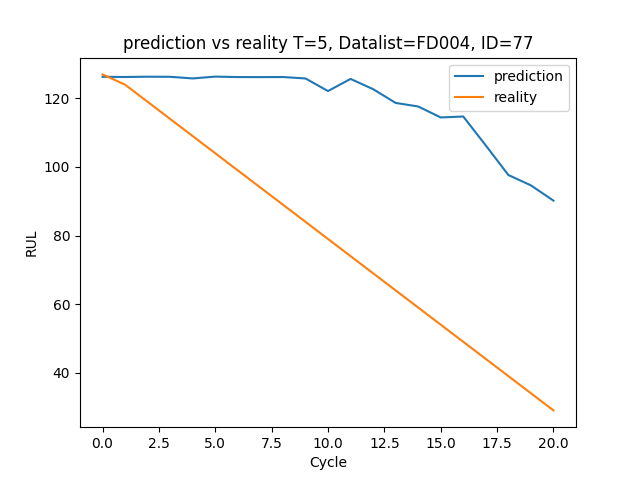 prediction vs reality T=5, Datalist=FD004, ID=77
prediction
reality
RUL
120
100
80
60
40
0.0 2.5 5.0 7.5 10.0 12.5 15.0 17.5 20.0
Cycle